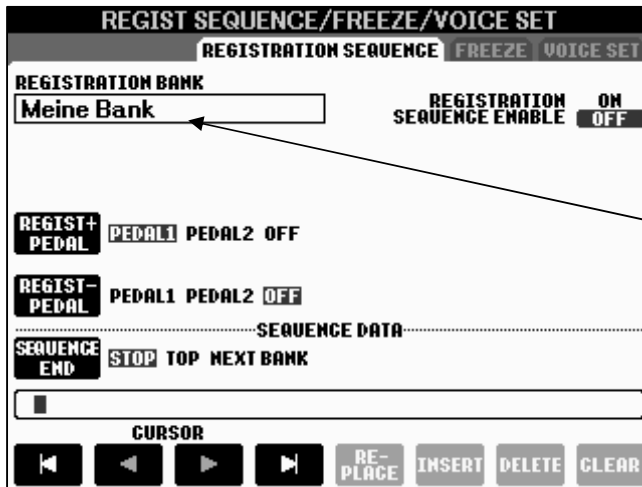 REGIST SEQUENCE/FREEZE/VOICE SET
REGISTRATION SEQUENCE FREEZE VOICE SET
REGISTRATION BANK
Meine Bank
REGISTRATION SEQUENCE ENABLE
ON
OFF
REGIST+ PEDAL
PEDAL1 PEDAL2 OFF
REGIST- PEDAL
PEDAL1 PEDAL2 OFF
SEQUENCE DATA
SEQUENCE END
STOP TOP NEXT BANK
CURSOR
RE-PLACE INSERT DELETE CLEAR